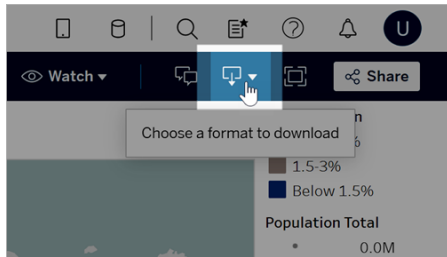 U
Watch
Share
Choose a format to download
n
%
1.5-3%
Below 1.5%
Population Total
0.0M